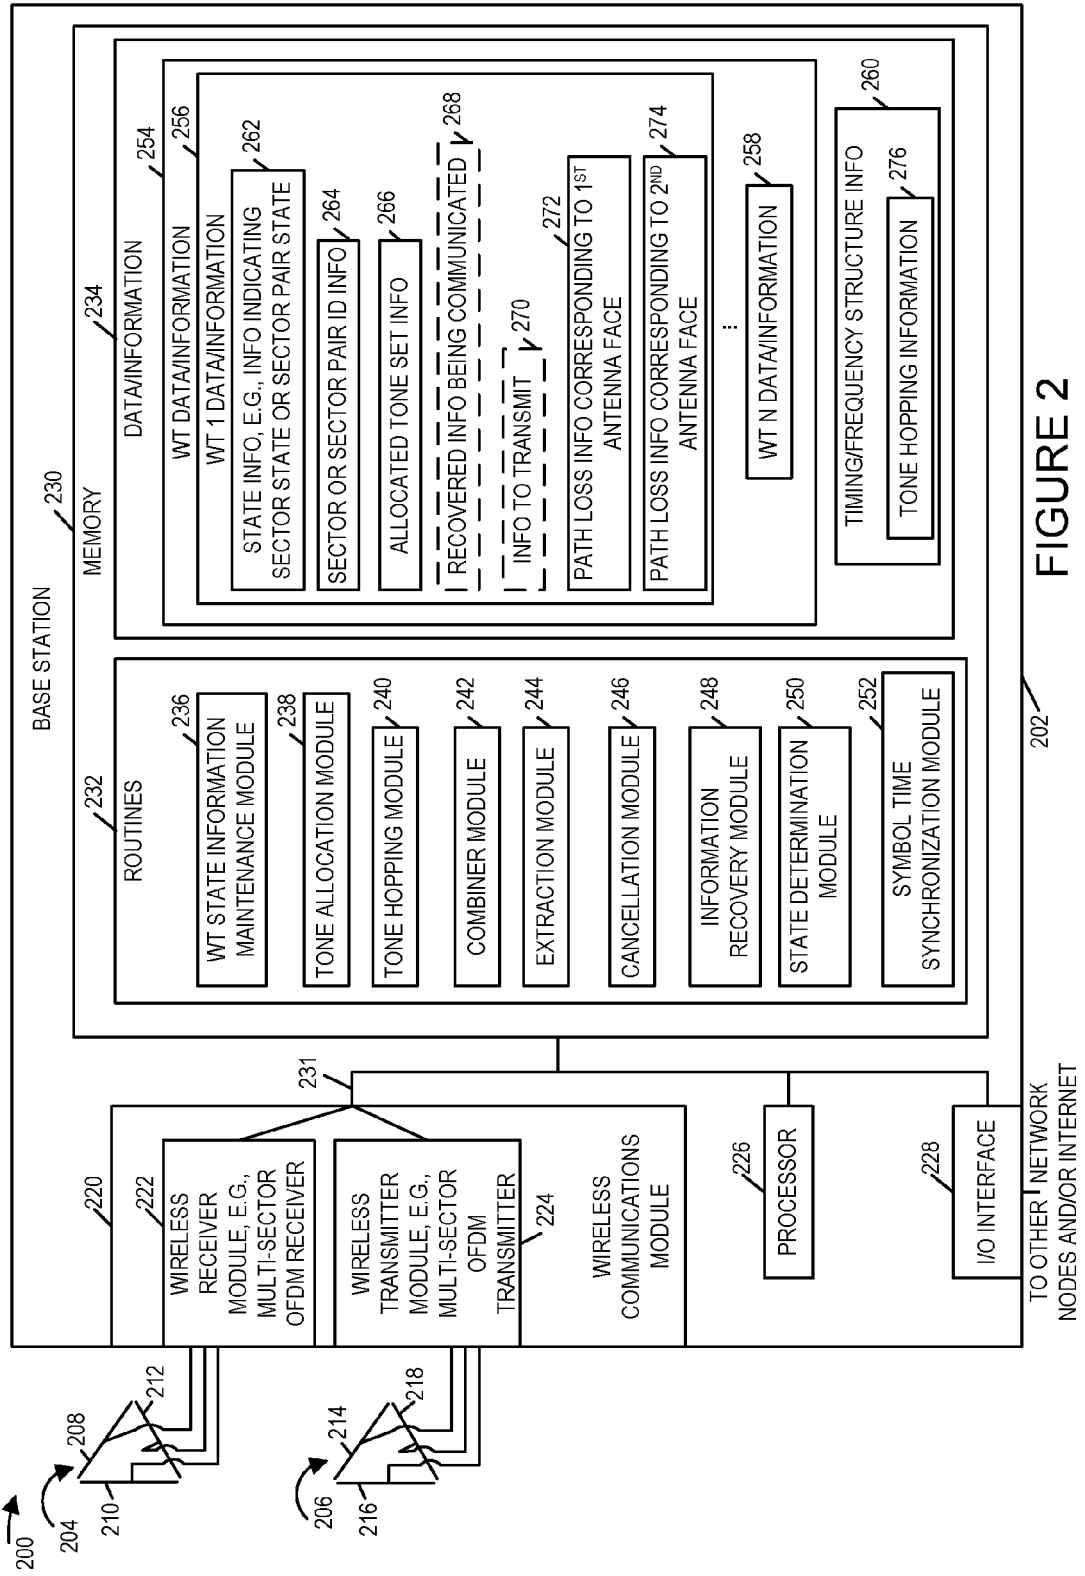 BASE STATION
230
MEMORY
232
ROUTINES
236
WT STATE INFORMATION
MAINTENANCE MODULE
238
TONE ALLOCATION MODULE
240
TONE HOPPING MODULE
242
COMBINER MODULE
244
EXTRACTION MODULE
246
CANCELLATION MODULE
248
INFORMATION
RECOVERY MODULE
250
STATE DETERMINATION
MODULE
252
SYMBOL TIME
SYNCHRONIZATION MODULE
234
DATA/INFORMATION
254
WT DATA/INFORMATION
256
WT 1 DATA/INFORMATION
262
STATE INFO, E.G., INFO INDICATING
SECTOR STATE OR SECTOR PAIR STATE
264
SECTOR OR SECTOR PAIR ID INFO
266
ALLOCATED TONE SET INFO
268
RECOVERED INFO BEING COMMUNICATED
270
INFO TO TRANSMIT
272
PATH LOSS INFO CORRESPONDING TO 1ST
ANTENNA FACE
274
PATH LOSS INFO CORRESPONDING TO 2ND
ANTENNA FACE
...
258
WT N DATA/INFORMATION
260
TIMING/FREQUENCY STRUCTURE INFO
276
TONE HOPPING INFORMATION
200
204
208
210
212
206
214
216
218
220
222
WIRELESS
RECEIVER
MODULE, E.G.,
MULTI-SECTOR
OFDM RECEIVER
WIRELESS
TRANSMITTER
MODULE, E.G.,
MULTI-SECTOR
OFDM
TRANSMITTER
224
WIRELESS
COMMUNICATIONS
MODULE
231
226
PROCESSOR
228
I/O INTERFACE
TO OTHER NETWORK
NODES AND/OR INTERNET
202
FIGURE 2